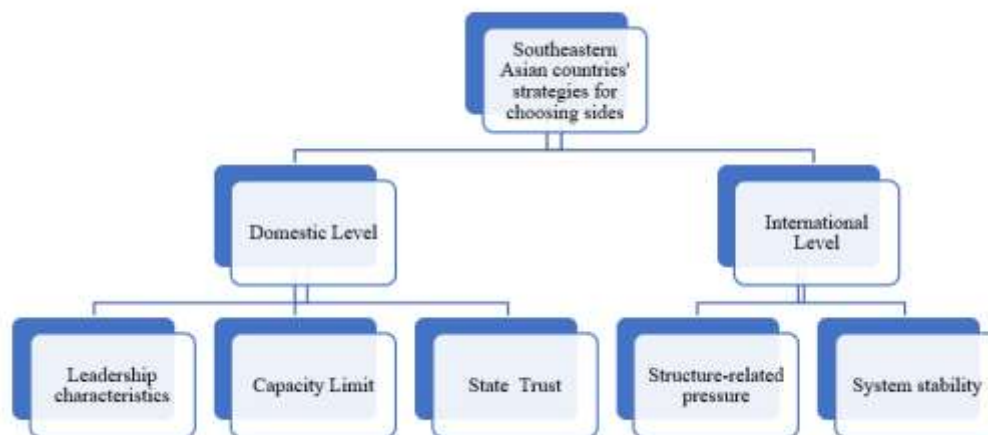 Southeastern
Asian countries'
strategies for
choosing sides
Domestic Level
International
Level
Leadership
characteristics
Capacity Limit
State Trust
Structure-related
pressure
System stability